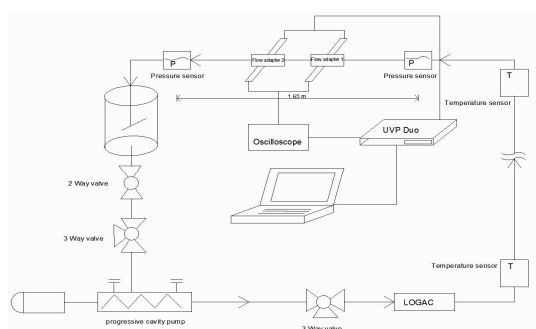 P
Pressure sensor
Flow adapter 2
Flow adapter 1
P
Pressure sensor
T
Temperature sensor
1.65 m
Oscilloscope
UVP Duo
2 Way valve
3 Way valve
Temperature sensor
T
progressive cavity pump
3 Way valve
LOGAC